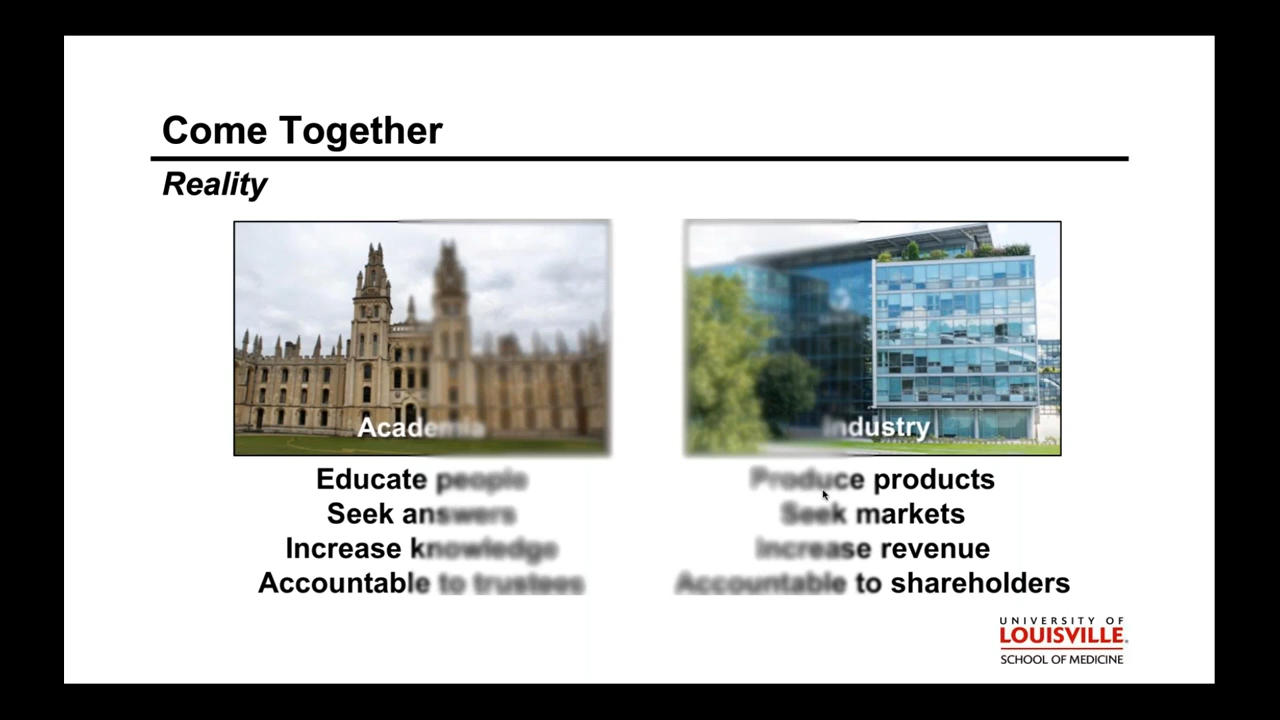 Come Together
Reality
Academia
Industry
Educate people
Produce products
Seek answers
Seek markets
Increase knowledge
Increase revenue
Accountable to trustees
Accountable to shareholders
UNIVERSITY OF
LOUISVILLE.
SCHOOL OF MEDICINE